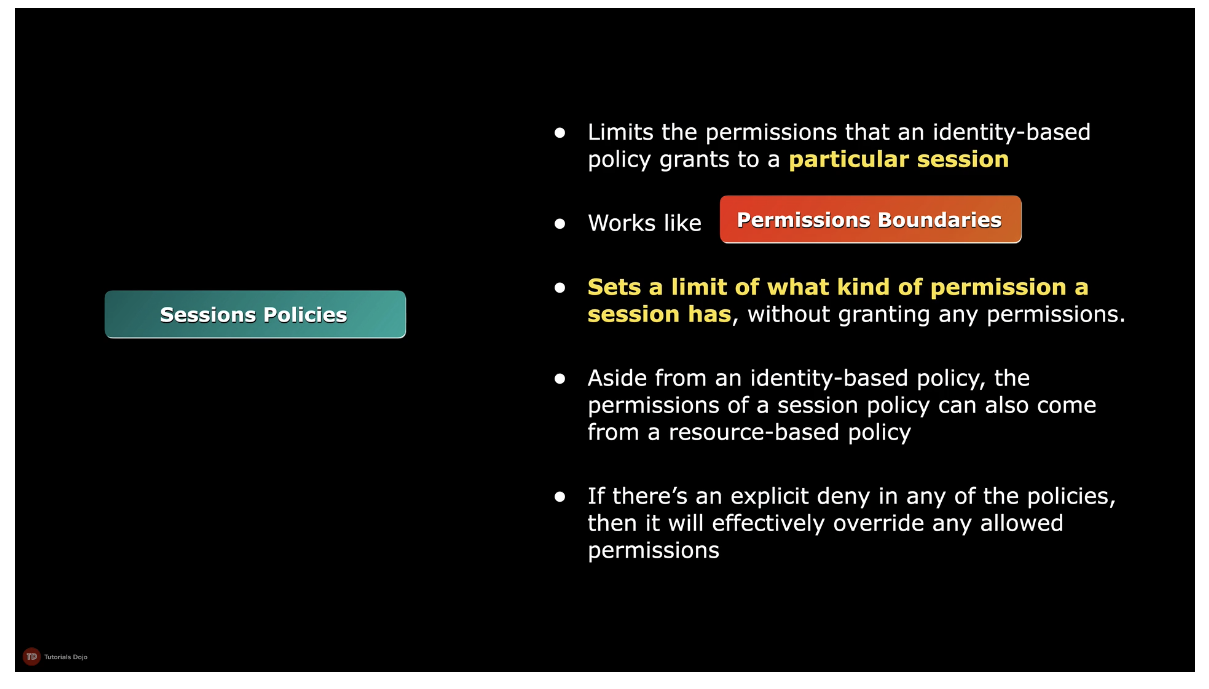 ● Limits the permissions that an identity-based
policy grants to a particular session
● Works like Permissions Boundaries
Sessions Policies
● Sets a limit of what kind of permission a
session has, without granting any permissions.
● Aside from an identity-based policy, the
permissions of a session policy can also come
from a resource-based policy
● If there’s an explicit deny in any of the policies,
then it will effectively override any allowed
permissions
TD Tutorials Dojo